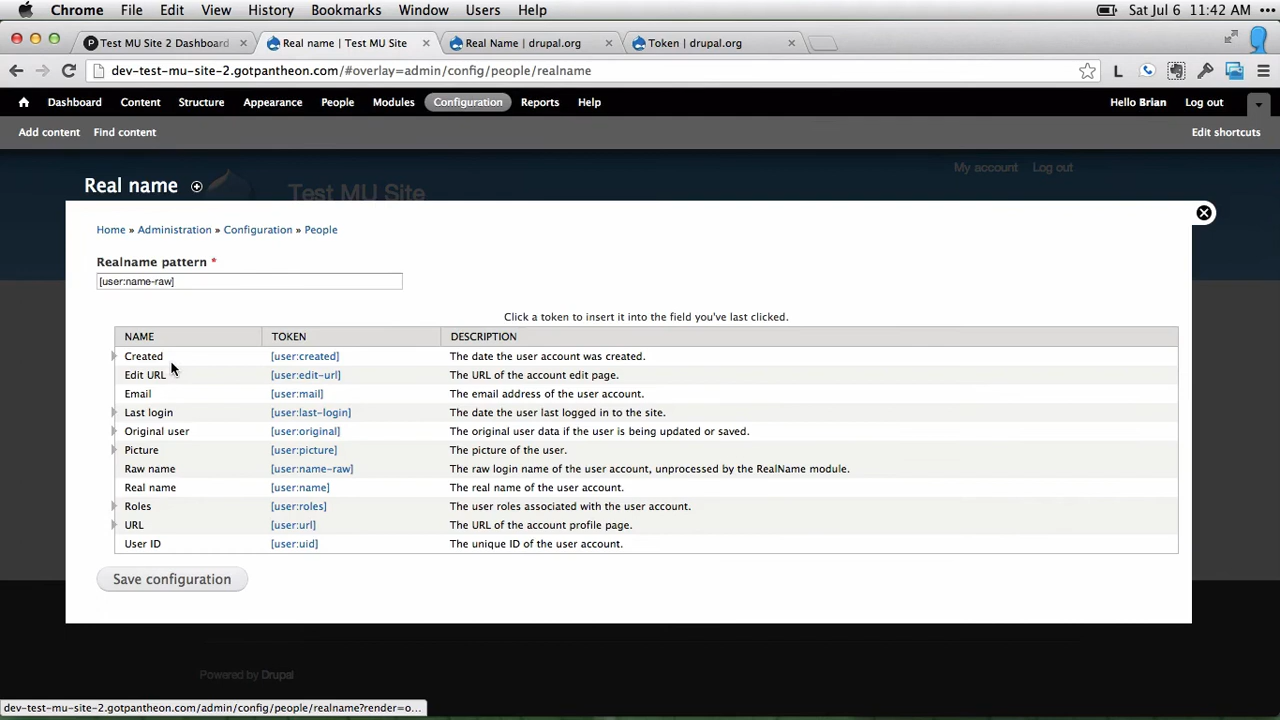 Chrome File Edit View History Bookmarks Window Users Help Sat Jul 6 11:42 AM
Test MU Site 2 Dashboard Real name | Test MU Site Real Name | drupal.org Token | drupal.org
dev-test-mu-site-2.gotpantheon.com/#overlay=admin/config/people/realname
Dashboard Content Structure Appearance People Modules Configuration Reports Help Hello Brian Log out
Add content Find content Edit shortcuts
My account Log out
Real name Test MU Site
Home » Administration » Configuration » People
Realname pattern *
[user:name-raw]
Click a token to insert it into the field you've last clicked.
NAME TOKEN DESCRIPTION
Created [user:created] The date the user account was created.
Edit URL [user:edit-url] The URL of the account edit page.
Email [user:mail] The email address of the user account.
Last login [user:last-login] The date the user last logged in to the site.
Original user [user:original] The original user data if the user is being updated or saved.
Picture [user:picture] The picture of the user.
Raw name [user:name-raw] The raw login name of the user account, unprocessed by the RealName module.
Real name [user:name] The real name of the user account.
Roles [user:roles] The user roles associated with the user account.
URL [user:url] The URL of the account profile page.
User ID [user:uid] The unique ID of the user account.
Save configuration
Powered by Drupal
dev-test-mu-site-2.gotpantheon.com/admin/config/people/realname?render=o...